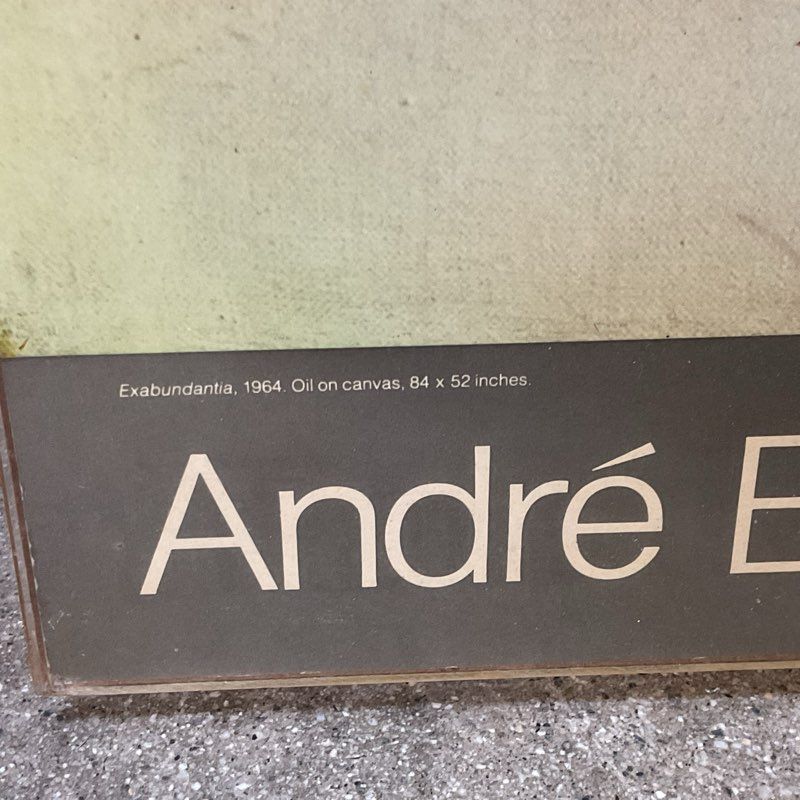 Exabundantia, 1964. Oil on canvas, 84 x 52 inches.
André E